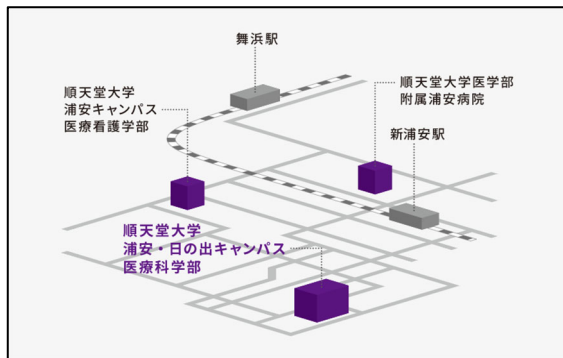 舞浜駅
順天堂大学
浦安キャンパス
医療看護学部
順天堂大学医学部
附属浦安病院
新浦安駅
順天堂大学
浦安・日の出キャンパス
医療科学部